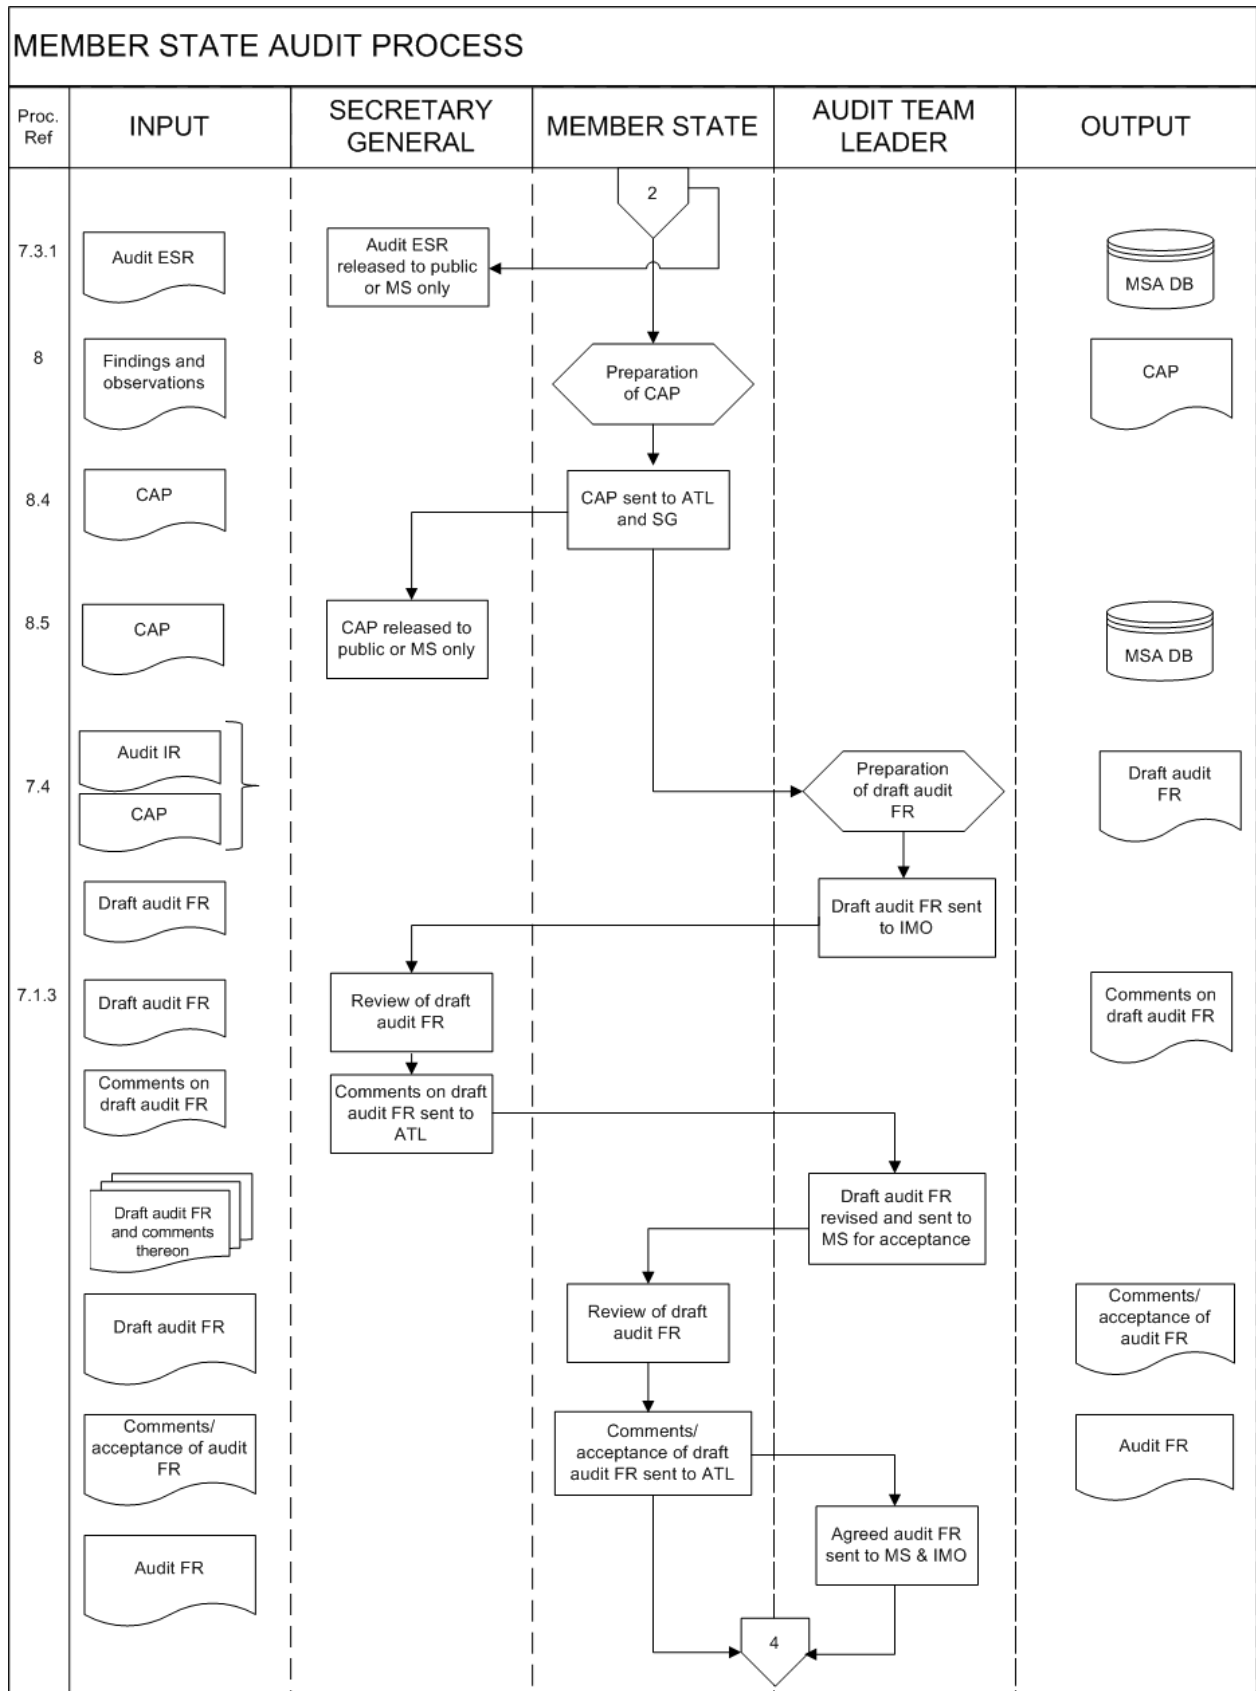 MEMBER STATE AUDIT PROCESS
Proc.
Ref
INPUT
SECRETARY
GENERAL
MEMBER STATE
AUDIT TEAM
LEADER
OUTPUT
2
7.3.1
Audit ESR
Audit ESR
released to public
or MS only
MSA DB
8
Findings and
observations
Preparation
of CAP
CAP
8.4
CAP
CAP sent to ATL
and SG
8.5
CAP
CAP released to
public or MS only
MSA DB
7.4
Audit IR
CAP
Preparation
of draft audit
FR
Draft audit
FR
Draft audit FR
Draft audit FR sent
to IMO
7.1.3
Draft audit FR
Review of draft
audit FR
Comments on
draft audit FR
Comments on
draft audit FR
Comments on draft
audit FR sent to
ATL
Draft audit FR
and comments
thereon
Draft audit FR
revised and sent to
MS for acceptance
Draft audit FR
Review of draft
audit FR
Comments/
acceptance of
audit FR
Comments/
acceptance of audit
FR
Comments/
acceptance of draft
audit FR sent to ATL
Audit FR
Audit FR
Agreed audit FR
sent to MS & IMO
4